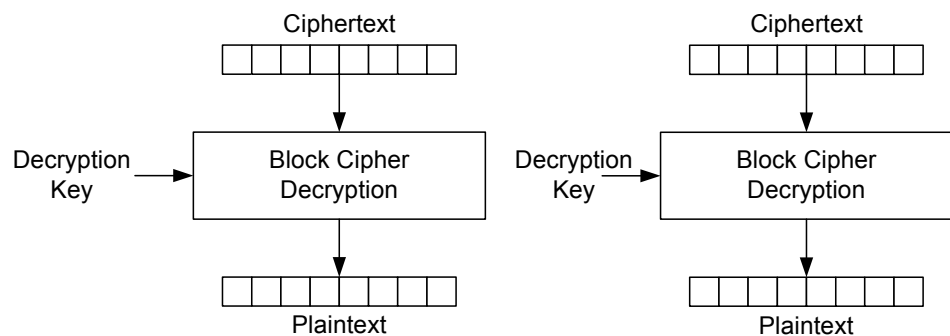 Ciphertext
Ciphertext
Decryption
Key
Block Cipher
Decryption
Decryption
Key
Block Cipher
Decryption
Plaintext
Plaintext